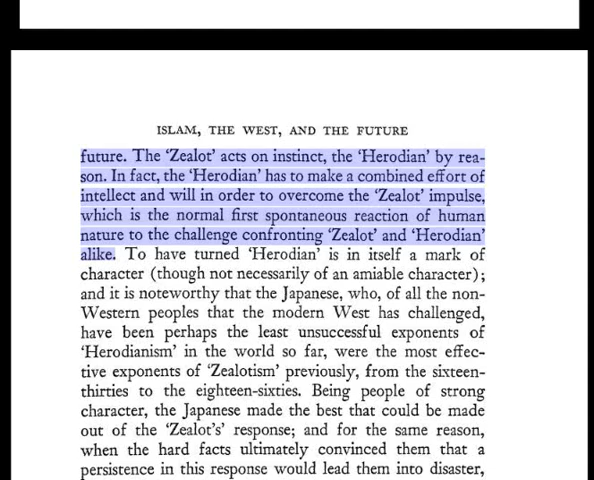 ISLAM, THE WEST, AND THE FUTURE
future. The ‘Zealot’ acts on instinct, the ‘Herodian’ by rea-
son. In fact, the ‘Herodian’ has to make a combined effort of
intellect and will in order to overcome the ‘Zealot’ impulse,
which is the normal first spontaneous reaction of human
nature to the challenge confronting ‘Zealot’ and ‘Herodian’
alike. To have turned ‘Herodian’ is in itself a mark of
character (though not necessarily of an amiable character);
and it is noteworthy that the Japanese, who, of all the non-
Western peoples that the modern West has challenged,
have been perhaps the least unsuccessful exponents of
‘Herodianism’ in the world so far, were the most effec-
tive exponents of ‘Zealotism’ previously, from the sixteen-
thirties to the eighteen-sixties. Being people of strong
character, the Japanese made the best that could be made
out of the ‘Zealot’s’ response; and for the same reason,
when the hard facts ultimately convinced them that a
persistence in this response would lead them into disaster,